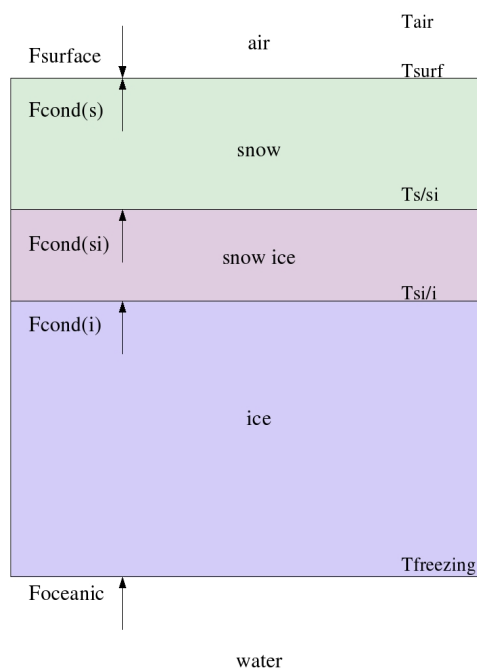 Tair
air
Fsurface
Tsurf
Fcond(s)
snow
Ts/si
Fcond(si)
snow ice
Tsi/i
Fcond(i)
ice
Tfreezing
Foceanic
water